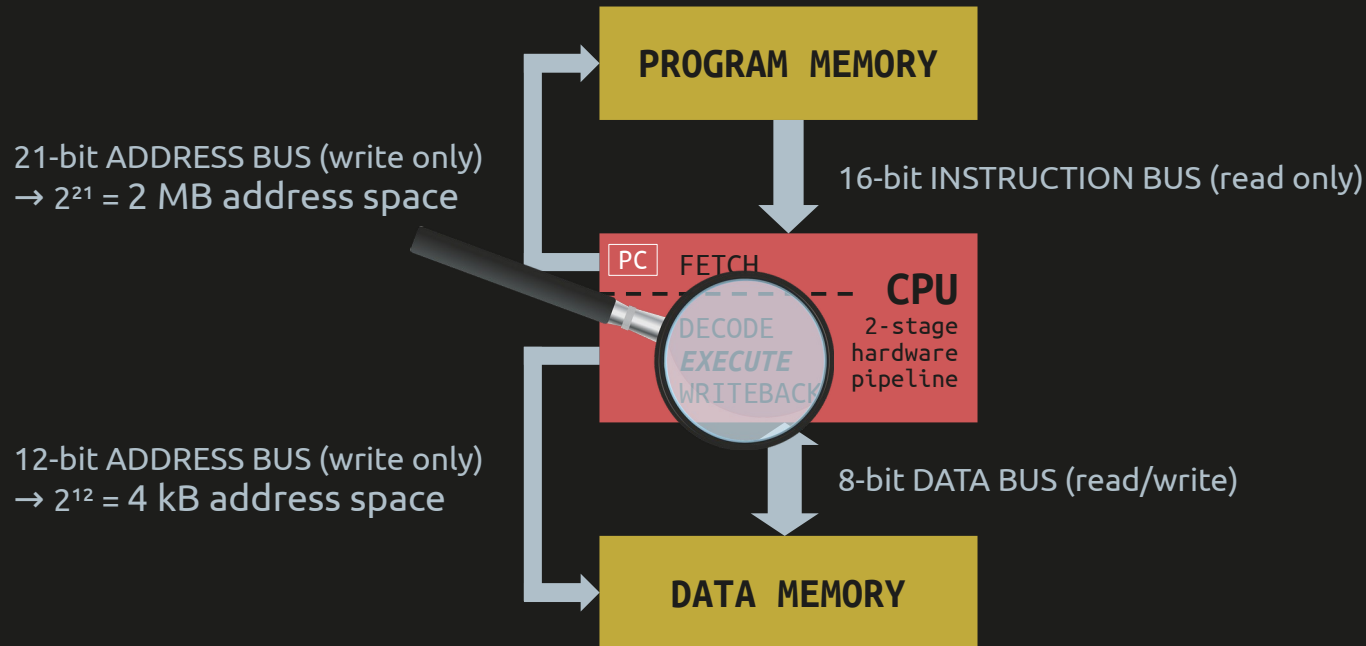 PROGRAM MEMORY
21-bit ADDRESS BUS (write only)
→ 2²¹ = 2 MB address space
16-bit INSTRUCTION BUS (read only)
PC
FETCH
CPU
2-stage
hardware
pipeline
DECODE
EXECUTE
WRITEBACK
12-bit ADDRESS BUS (write only)
→ 2¹² = 4 kB address space
8-bit DATA BUS (read/write)
DATA MEMORY